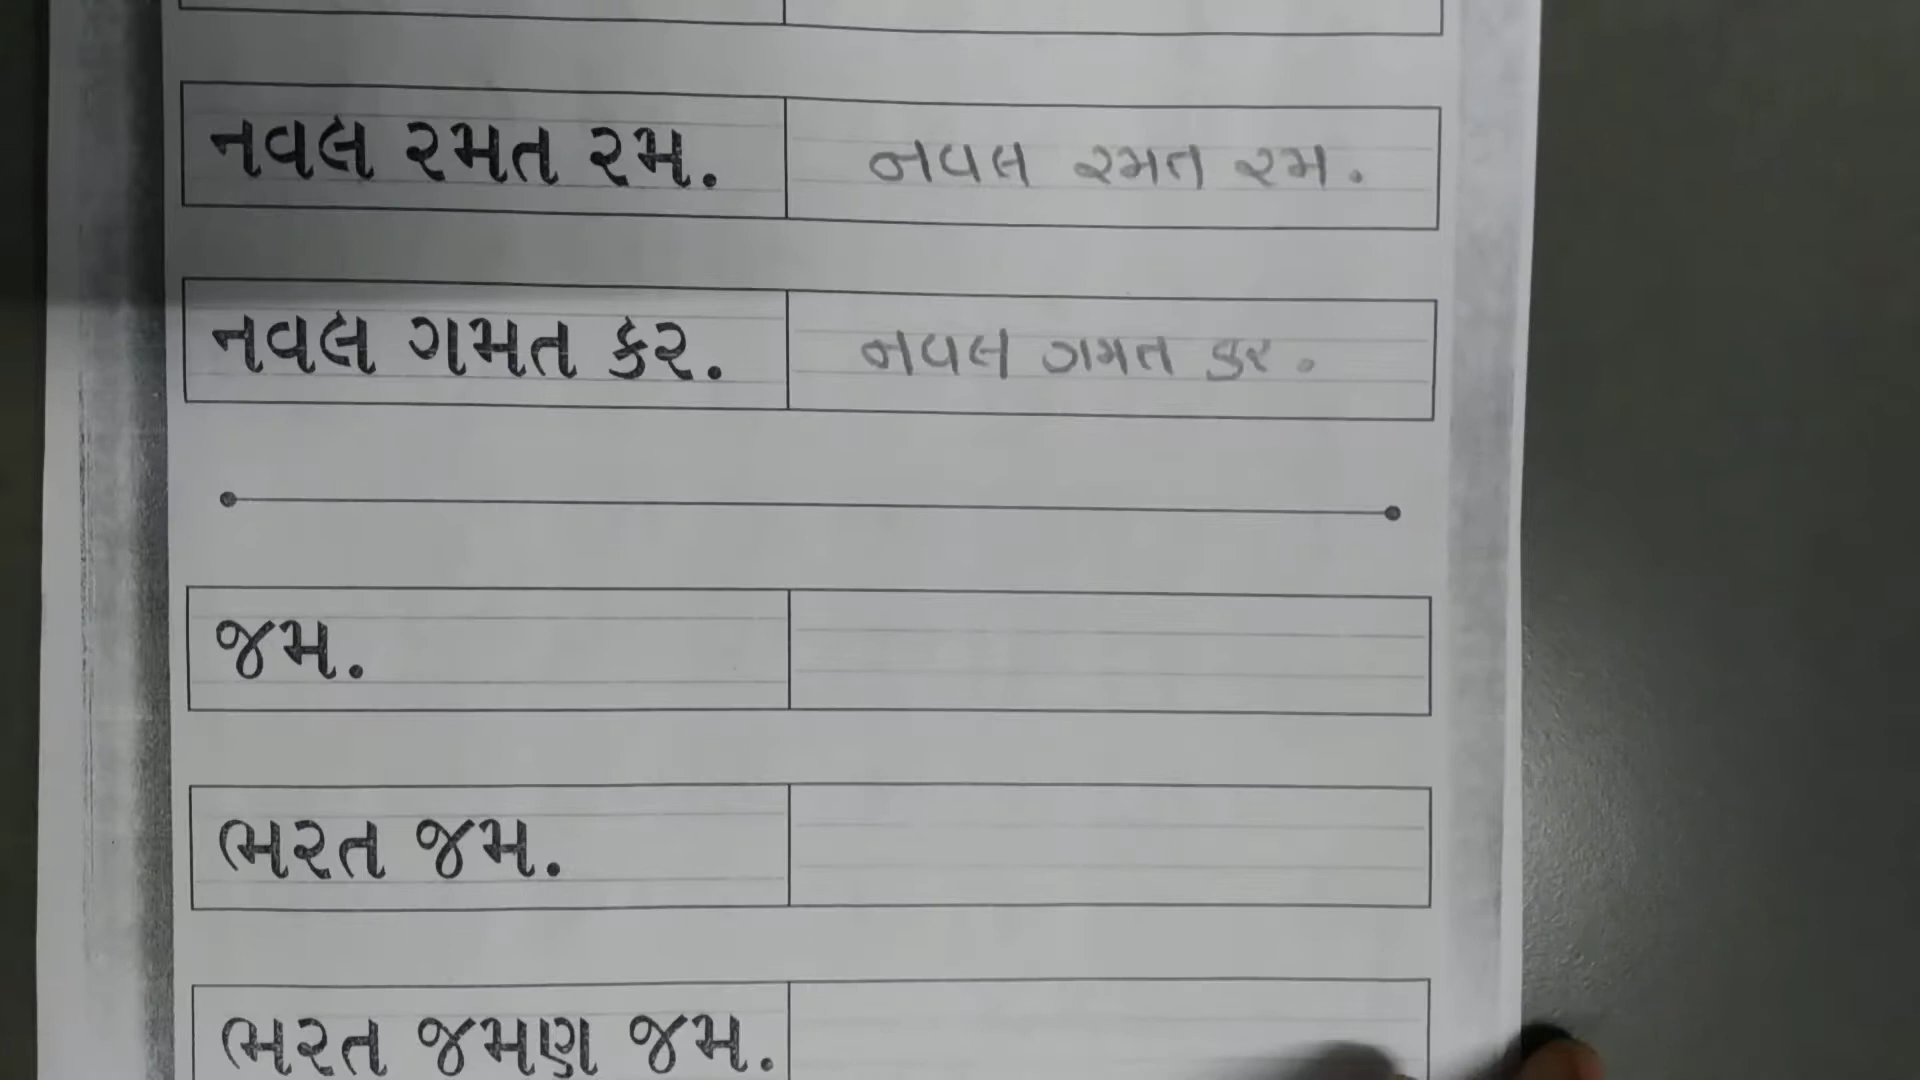 નવલ રમત રમ. નવલ રમત રમ.
નવલ ગમત કર. નવલ ગમત કર.
જમ.
ભરત જમ.
ભરત જમણ જમ.